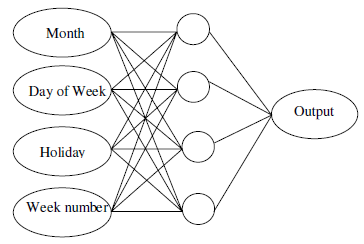 Month
Day of Week
Holiday
Week number
Output